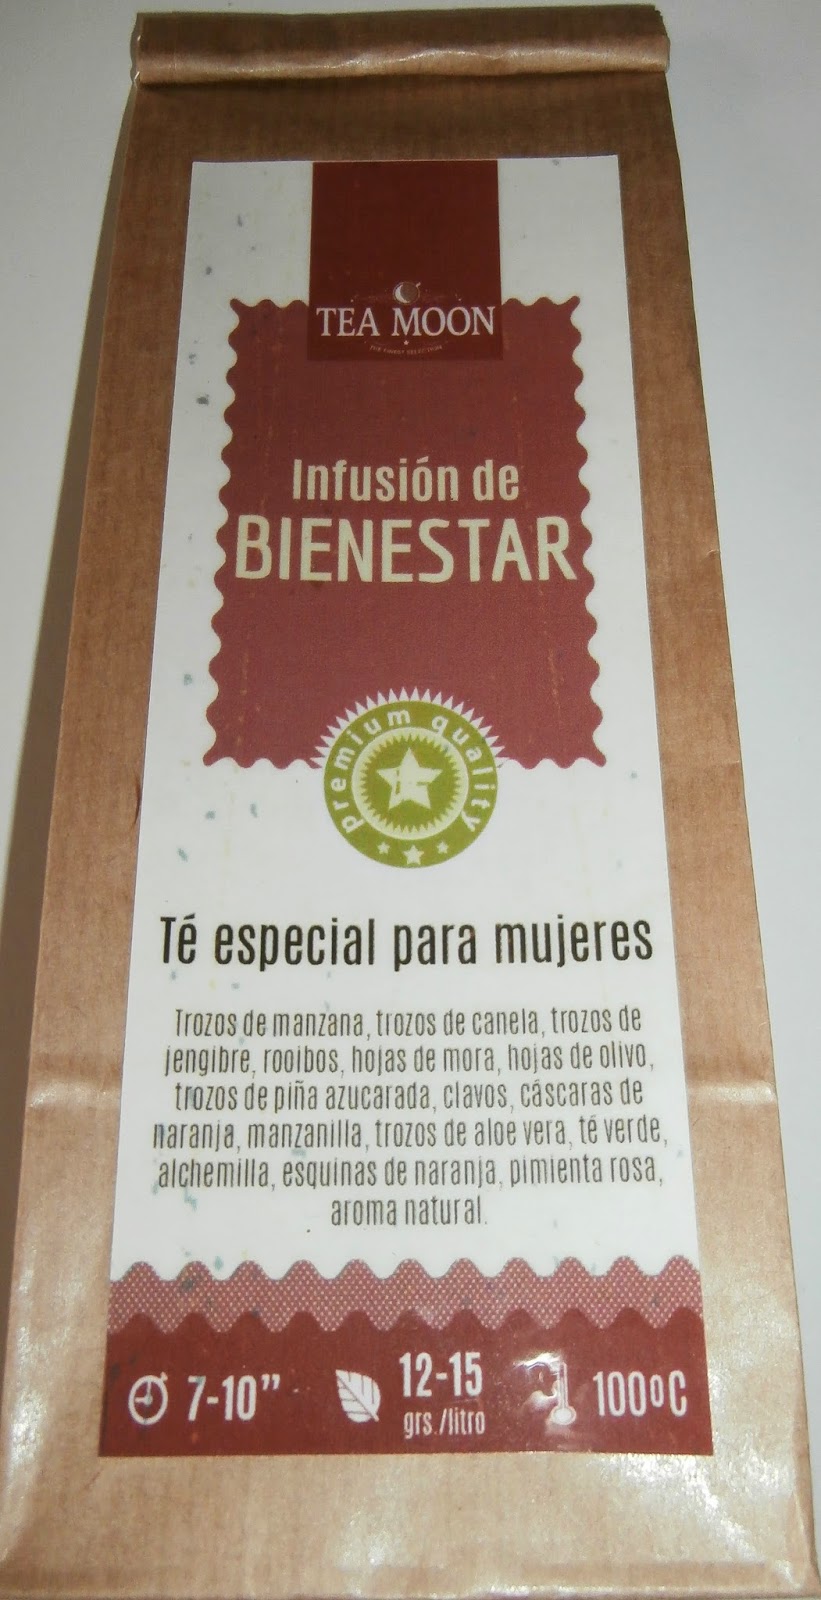 TEA MOON
THE FINEST SELECTION
Infusión de
BIENESTAR
premium quality
Té especial para mujeres
Trozos de manzana, trozos de canela, trozos de
jengibre, rooibos, hojas de mora, hojas de olivo,
trozos de piña azucarada, clavos, cáscaras de
naranja, manzanilla, trozos de aloe vera, té verde,
alchemilla, esquinas de naranja, pimienta rosa,
aroma natural.
7-10” 12-15 100ºC
grs./litro